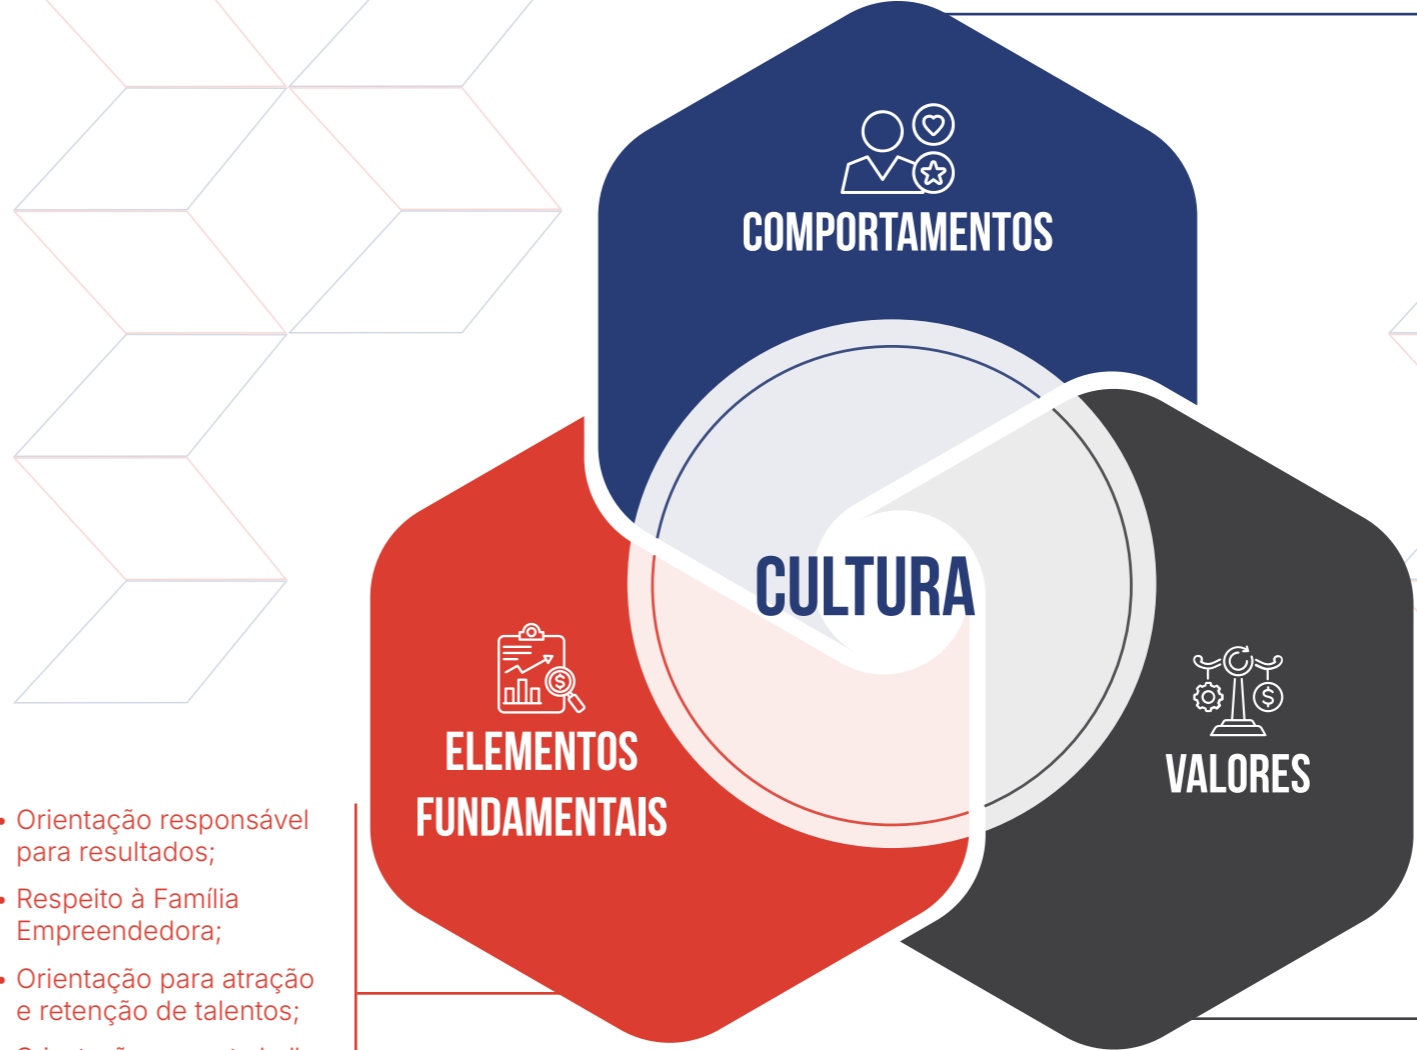 COMPORTAMENTOS
CULTURA
ELEMENTOS
FUNDAMENTAIS
VALORES
• Orientação responsável
para resultados;
• Respeito à Família
Empreendedora;
• Orientação para atração
e retenção de talentos;